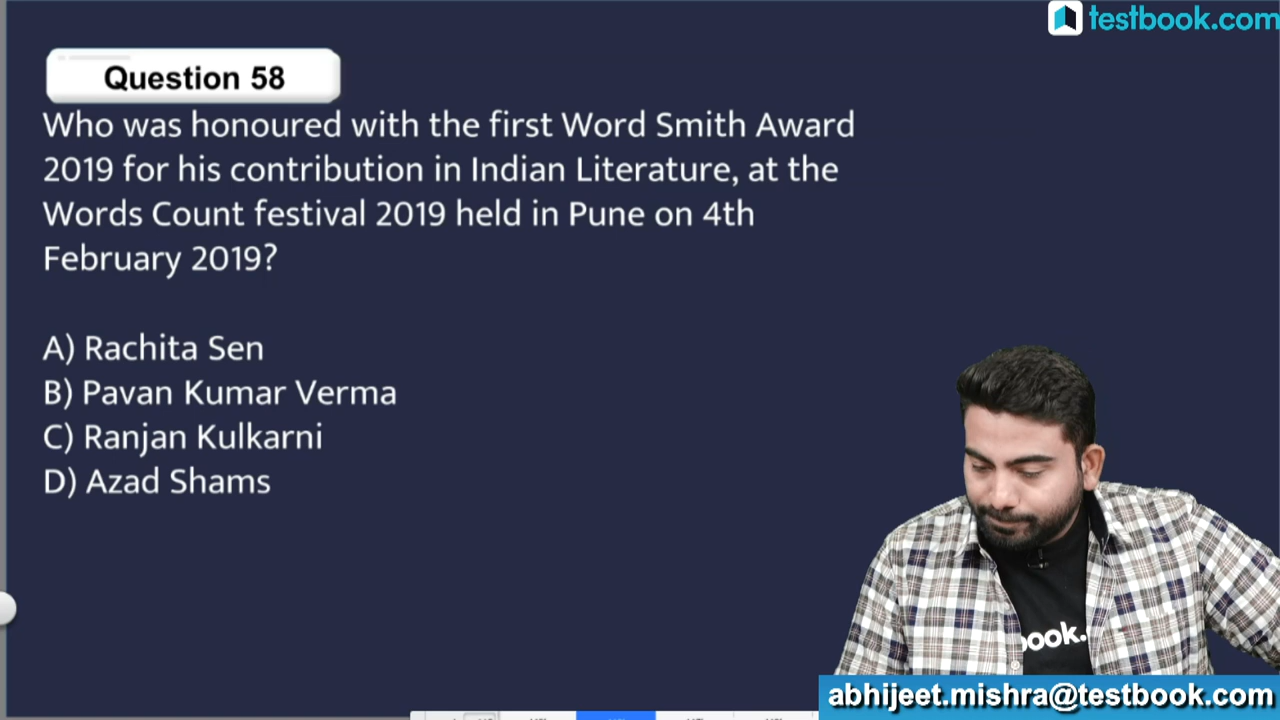 testbook.com
Question 58
Who was honoured with the first Word Smith Award
2019 for his contribution in Indian Literature, at the
Words Count festival 2019 held in Pune on 4th
February 2019?
A) Rachita Sen
B) Pavan Kumar Verma
C) Ranjan Kulkarni
D) Azad Shams
book.
abhijeet.mishra@testbook.com